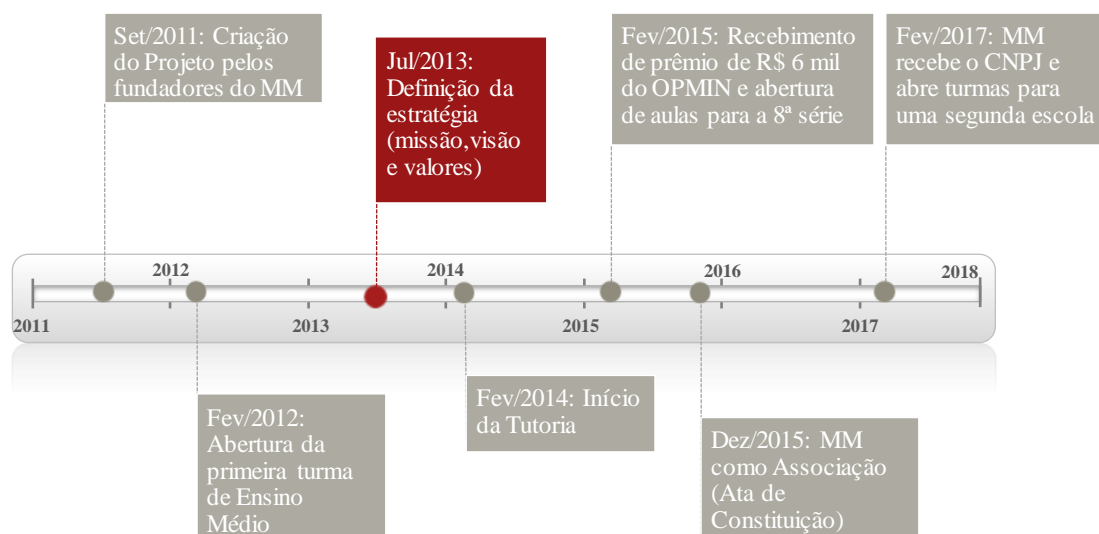 Set/2011: Criação
do Projeto pelos
fundadores do MM
Jul/2013:
Definição da
estratégia
(missão,visão
e valores)
Fev/2015: Recebimento
de prêmio de R$ 6 mil
do OPMIN e abertura
de aulas para a 8ª série
Fev/2017: MM
recebe o CNPJ e
abre turmas para
uma segunda escola
2012
2014
2016
2018
2011
2013
2015
2017
Fev/2012:
Abertura da
primeira turma
de Ensino
Médio
Fev/2014: Início
da Tutoria
Dez/2015: MM
como Associação
(Ata de
Constituição)